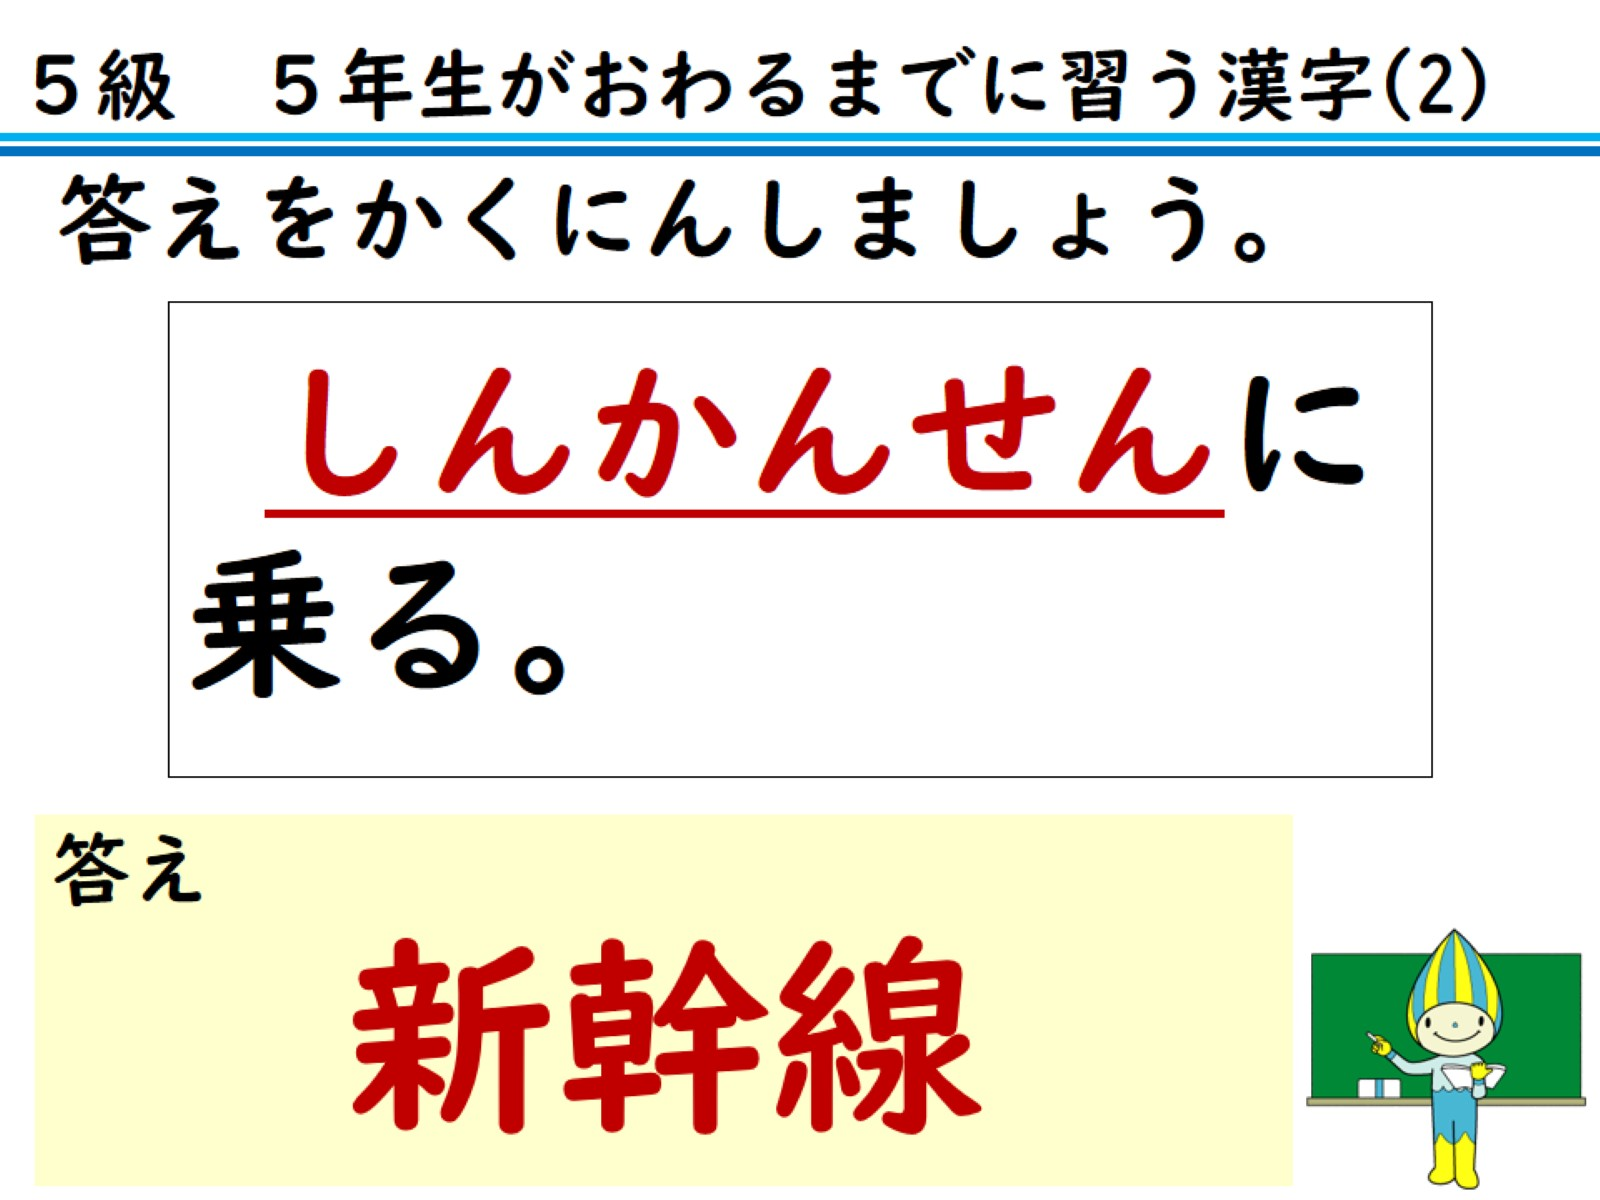 ５級　５年生がおわるまでに習う漢字(2)
答えをかくにんしましょう。
しんかんせんに
乗る。
答え
新幹線